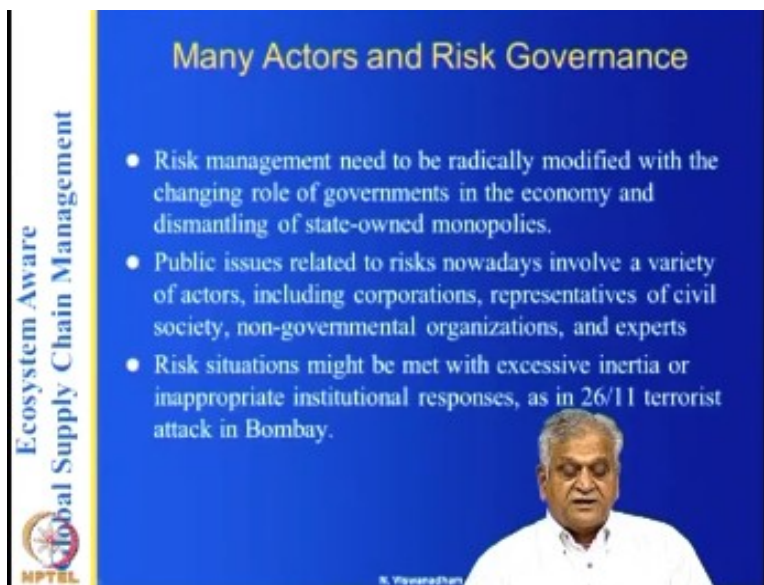 Many Actors and Risk Governance
● Risk management need to be radically modified with the
changing role of governments in the economy and
dismantling of state-owned monopolies.
● Public issues related to risks nowadays involve a variety
of actors, including corporations, representatives of civil
society, non-governmental organizations, and experts
● Risk situations might be met with excessive inertia or
inappropriate institutional responses, as in 26/11 terrorist
attack in Bombay.
Ecosystem Aware
Global Supply Chain Management
NPTEL
N. Viswanadham